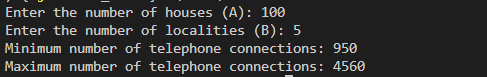 Enter the number of houses (A): 100
Enter the number of localities (B): 5
Minimum number of telephone connections: 950
Maximum number of telephone connections: 4560